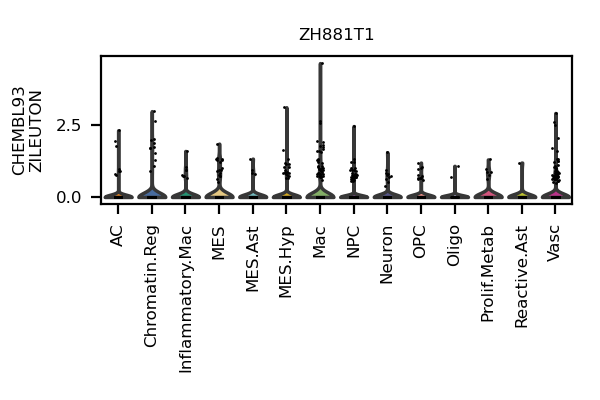 ZH881T1
CHEMBL93
ZILEUTON
2.5
0.0
AC
Chromatin.Reg
Inflammatory.Mac
MES
MES.Ast
MES.Hyp
Mac
NPC
Neuron
OPC
Oligo
Prolif.Metab
Reactive.Ast
Vasc